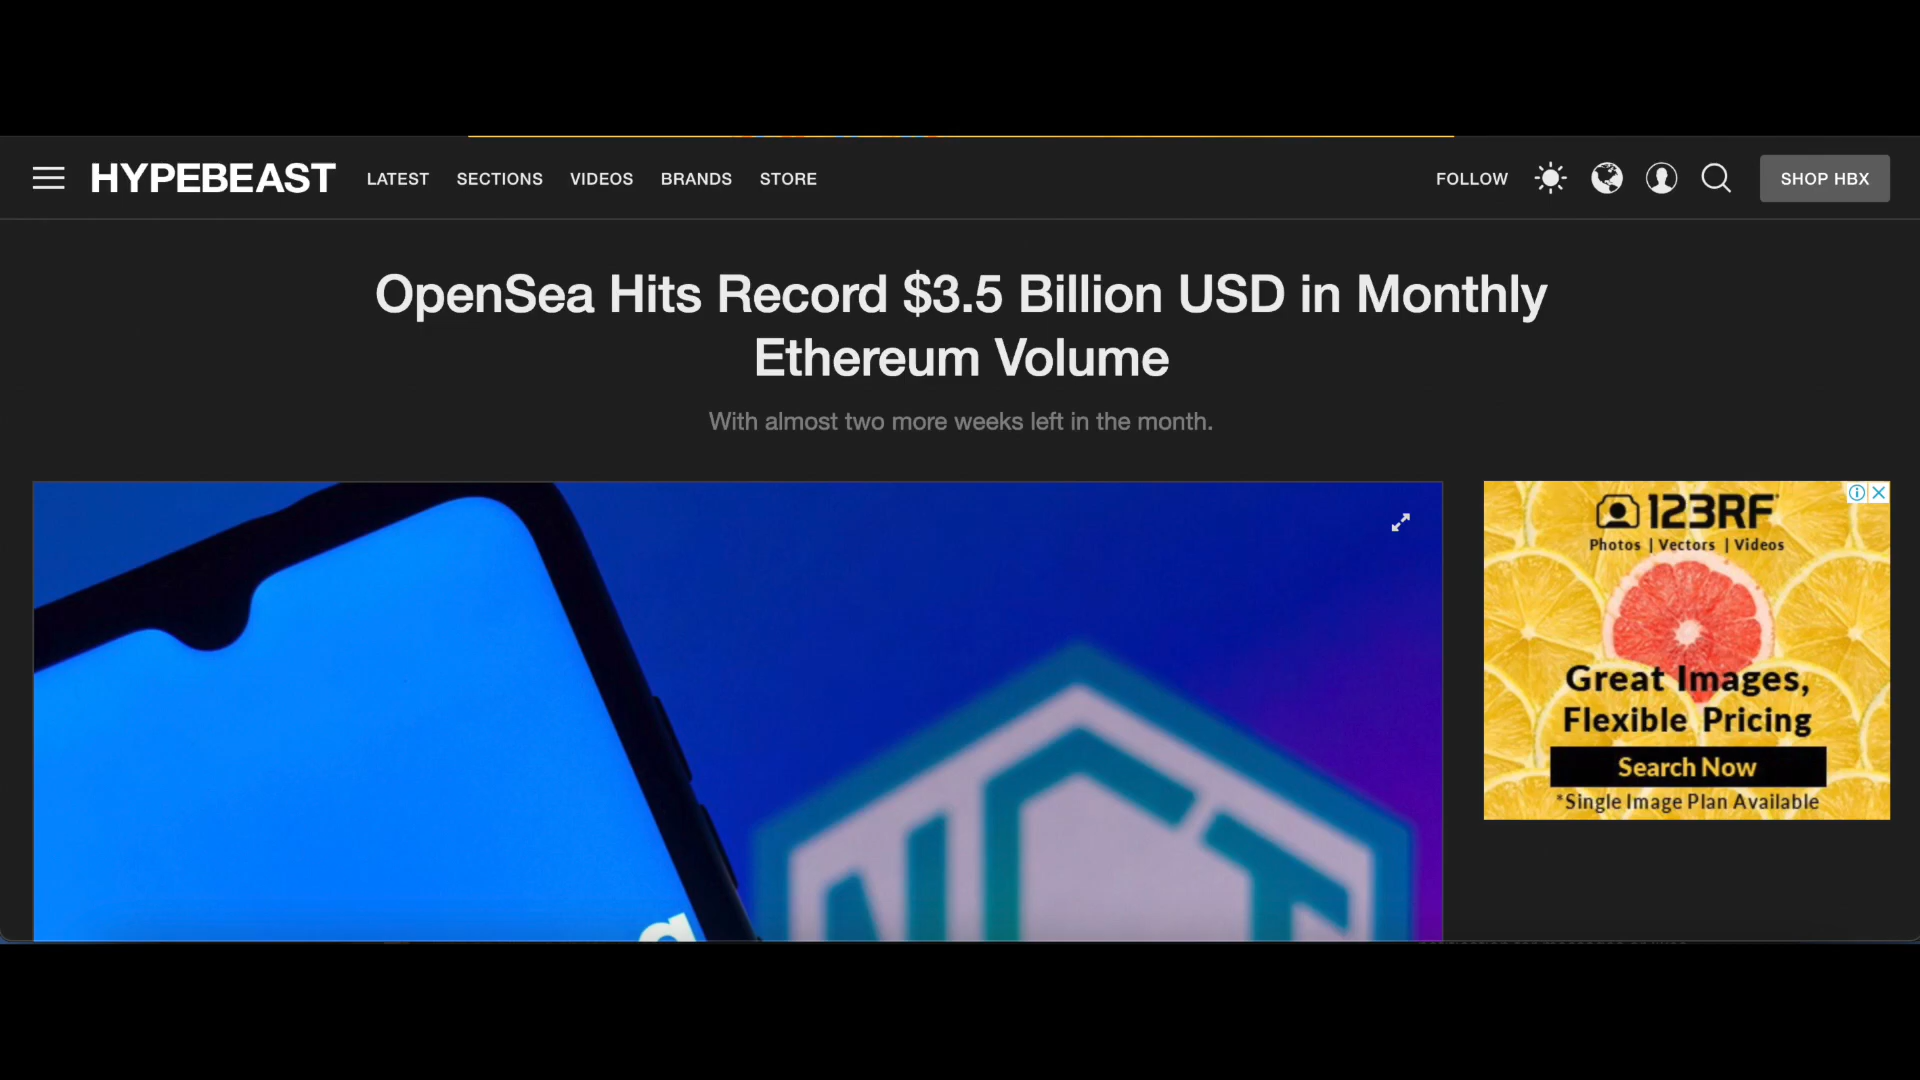 HYPEBEAST
LATEST
SECTIONS
VIDEOS
BRANDS
STORE
FOLLOW
SHOP HBX
OpenSea Hits Record $3.5 Billion USD in Monthly
Ethereum Volume
With almost two more weeks left in the month.
123RF
Photos | Vectors | Videos
Great Images,
Flexible Pricing
Search Now
*Single Image Plan Available
a